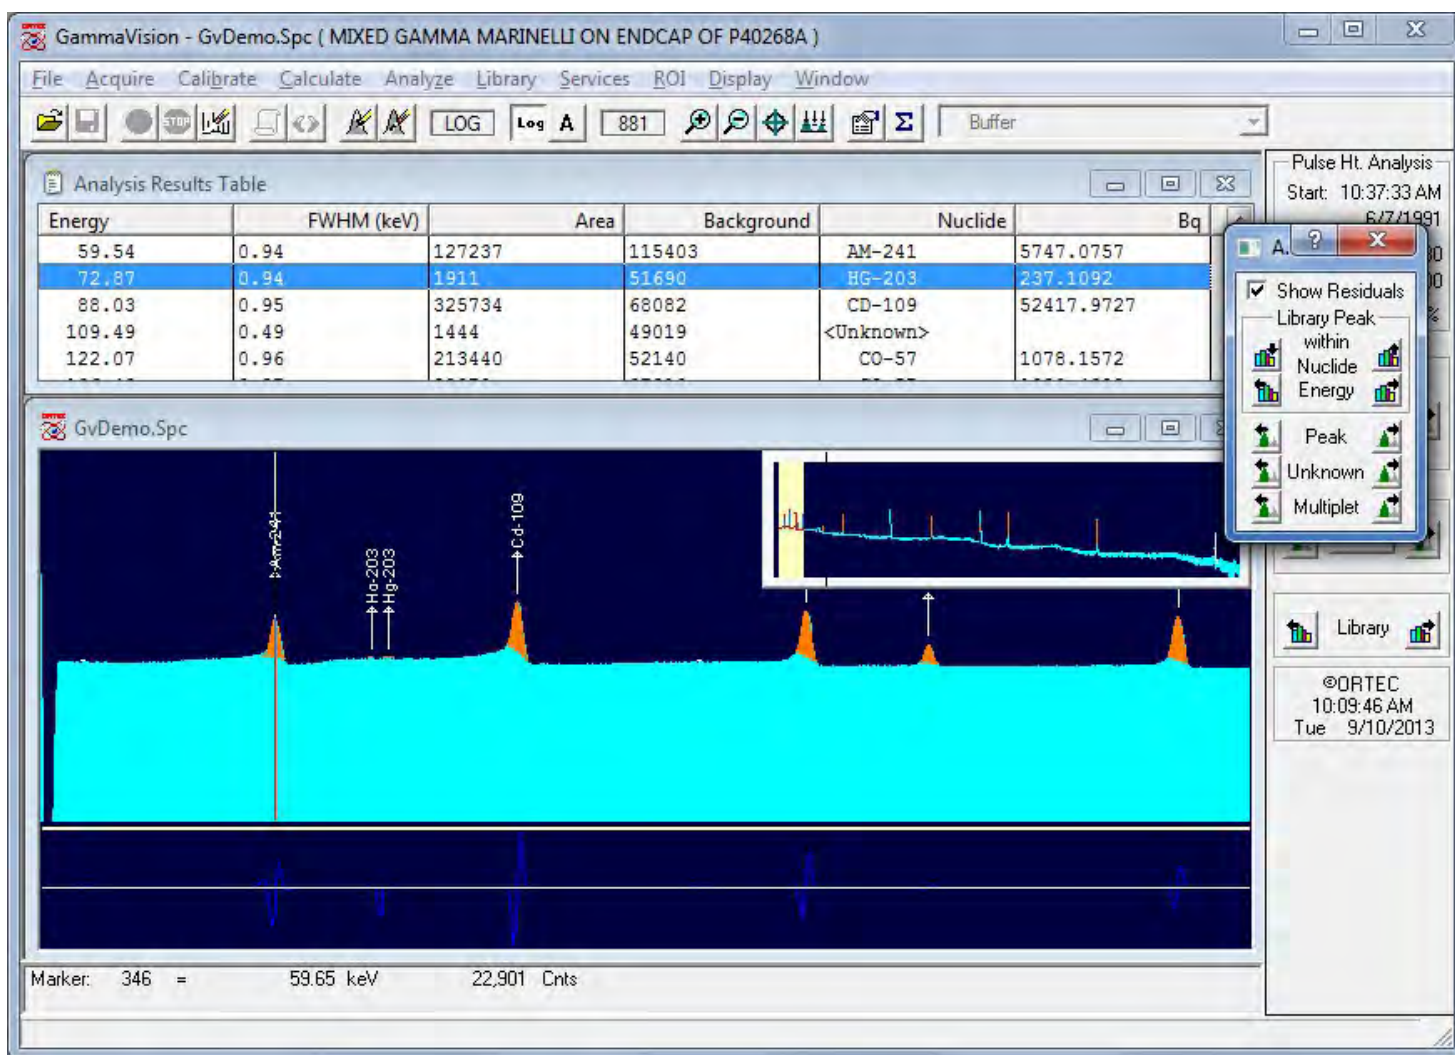 GammaVision - GvDemo.Spc ( MIXED GAMMA MARINELLI ON ENDCAP OF P40268A )
File Acquire Calibrate Calculate Analyze Library Services ROI Display Window
STOP LOG Log A 881 Σ Buffer
Analysis Results Table
Energy FWHM (keV) Area Background Nuclide Bq
59.54 0.94 127237 115403 AM-241 5747.0757
72.87 0.94 1911 51690 HG-203 237.1092
88.03 0.95 325734 68082 CD-109 52417.9727
109.49 0.49 1444 49019 <Unknown>
122.07 0.96 213440 52140 CO-57 1078.1572
Pulse Ht. Analysis
Start: 10:37:33 AM
6/7/1991
A.. ?
Show Residuals
Library Peak
within
Nuclide
Energy
Peak
Unknown
Multiplet
ORTEC
GvDemo.Spc
Am-241
Hg-203
Hg-203
Cd-109
Library
©ORTEC
10:09:46 AM
Tue 9/10/2013
Marker: 346 = 59.65 keV 22,901 Cnts